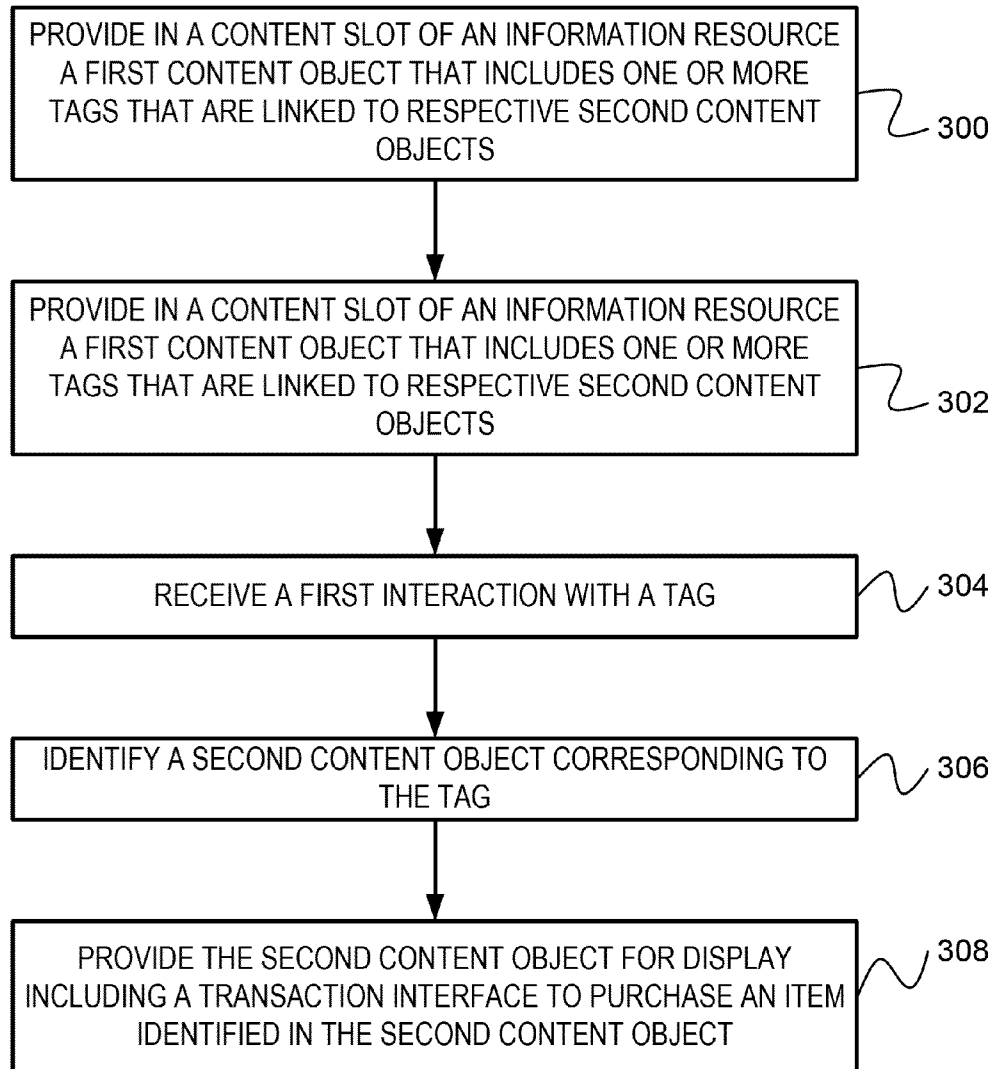 PROVIDE IN A CONTENT SLOT OF AN INFORMATION RESOURCE
A FIRST CONTENT OBJECT THAT INCLUDES ONE OR MORE
TAGS THAT ARE LINKED TO RESPECTIVE SECOND CONTENT
OBJECTS
300
PROVIDE IN A CONTENT SLOT OF AN INFORMATION RESOURCE
A FIRST CONTENT OBJECT THAT INCLUDES ONE OR MORE
TAGS THAT ARE LINKED TO RESPECTIVE SECOND CONTENT
OBJECTS
302
RECEIVE A FIRST INTERACTION WITH A TAG
304
IDENTIFY A SECOND CONTENT OBJECT CORRESPONDING TO
THE TAG
306
PROVIDE THE SECOND CONTENT OBJECT FOR DISPLAY
INCLUDING A TRANSACTION INTERFACE TO PURCHASE AN ITEM
IDENTIFIED IN THE SECOND CONTENT OBJECT
308